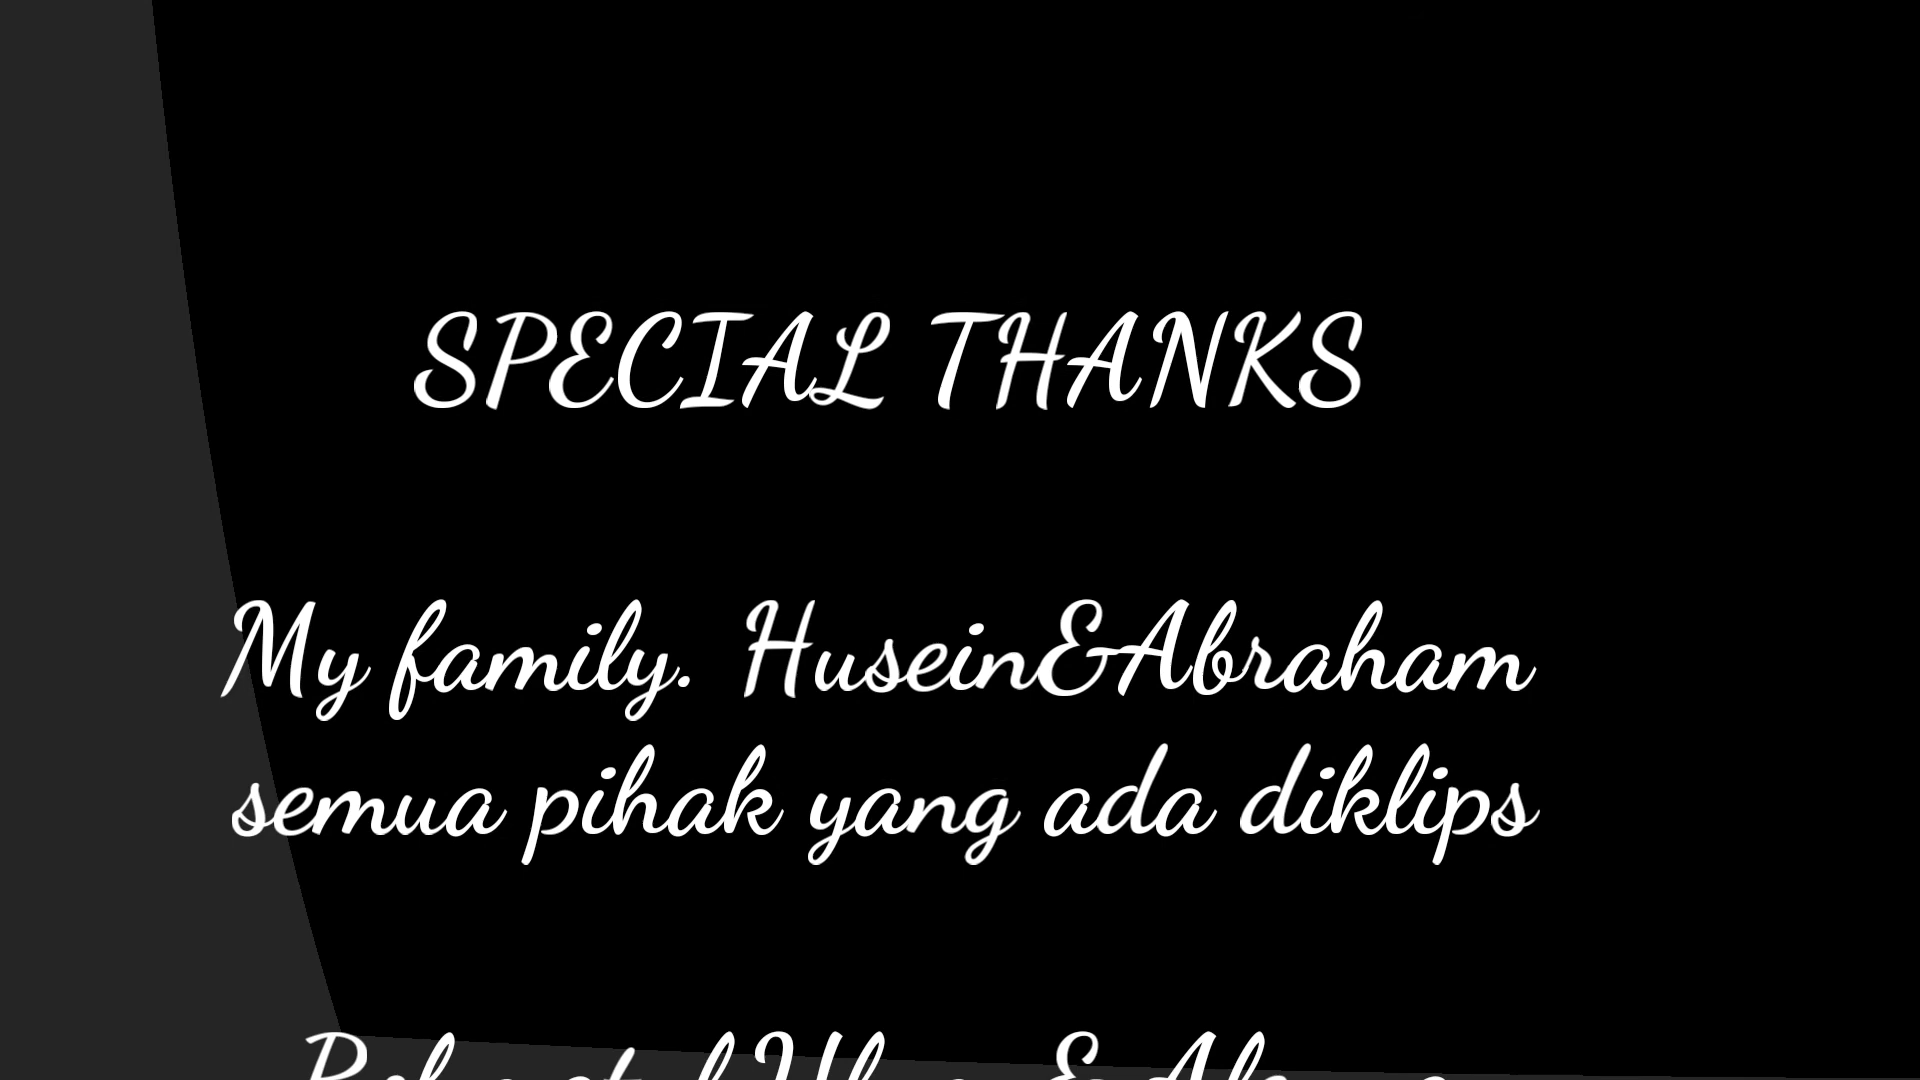 SPECIAL THANKS
My family. Husein&Abraham
semua pihak yang ada diklips